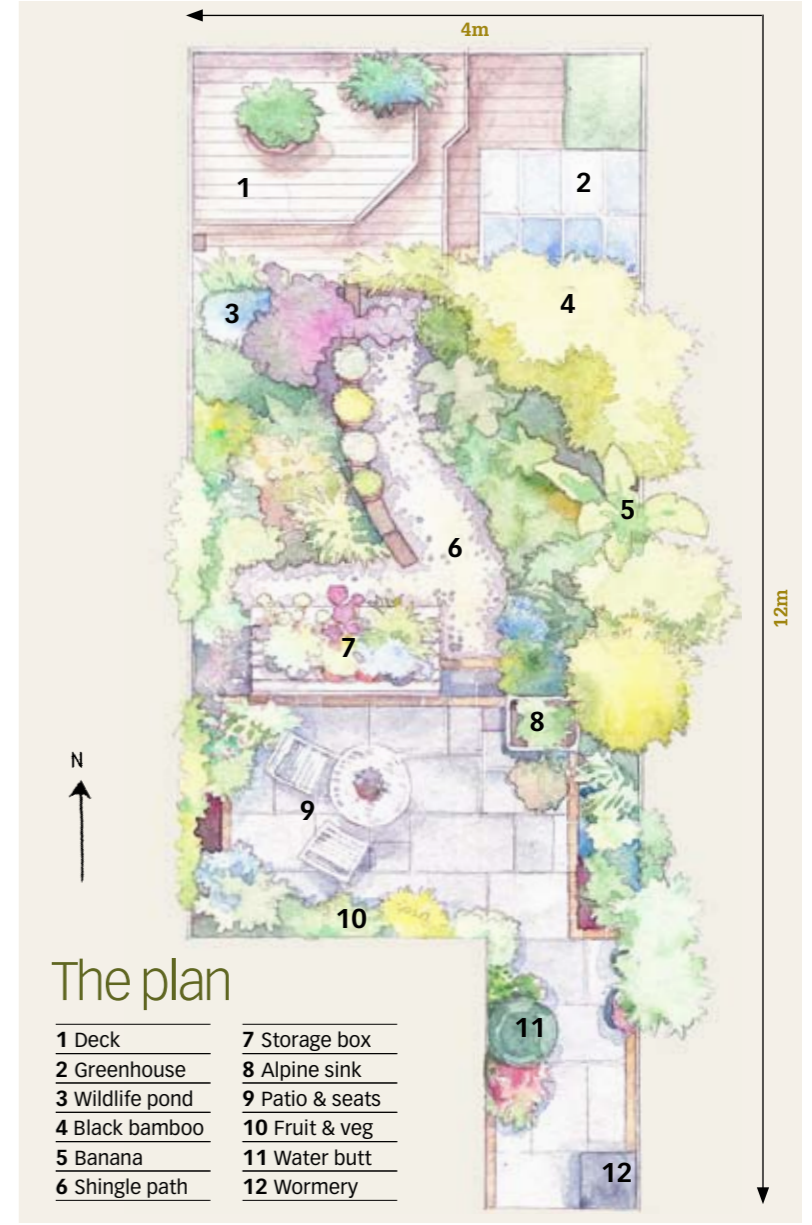 4m
1
2
3
4
5
6
12m
7
8
N
9
10
The plan
11
1 Deck
2 Greenhouse
3 Wildlife pond
4 Black bamboo
5 Banana
6 Shingle path
7 Storage box
8 Alpine sink
9 Patio & seats
10 Fruit & veg
11 Water butt
12 Wormery
12